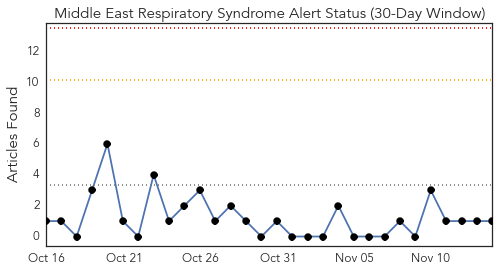 Middle East Respiratory Syndrome Alert Status (30-Day Window)
Articles Found
12
10
8
6
4
2
0
Oct 16 Oct 21 Oct 26 Oct 31 Nov 05 Nov 10